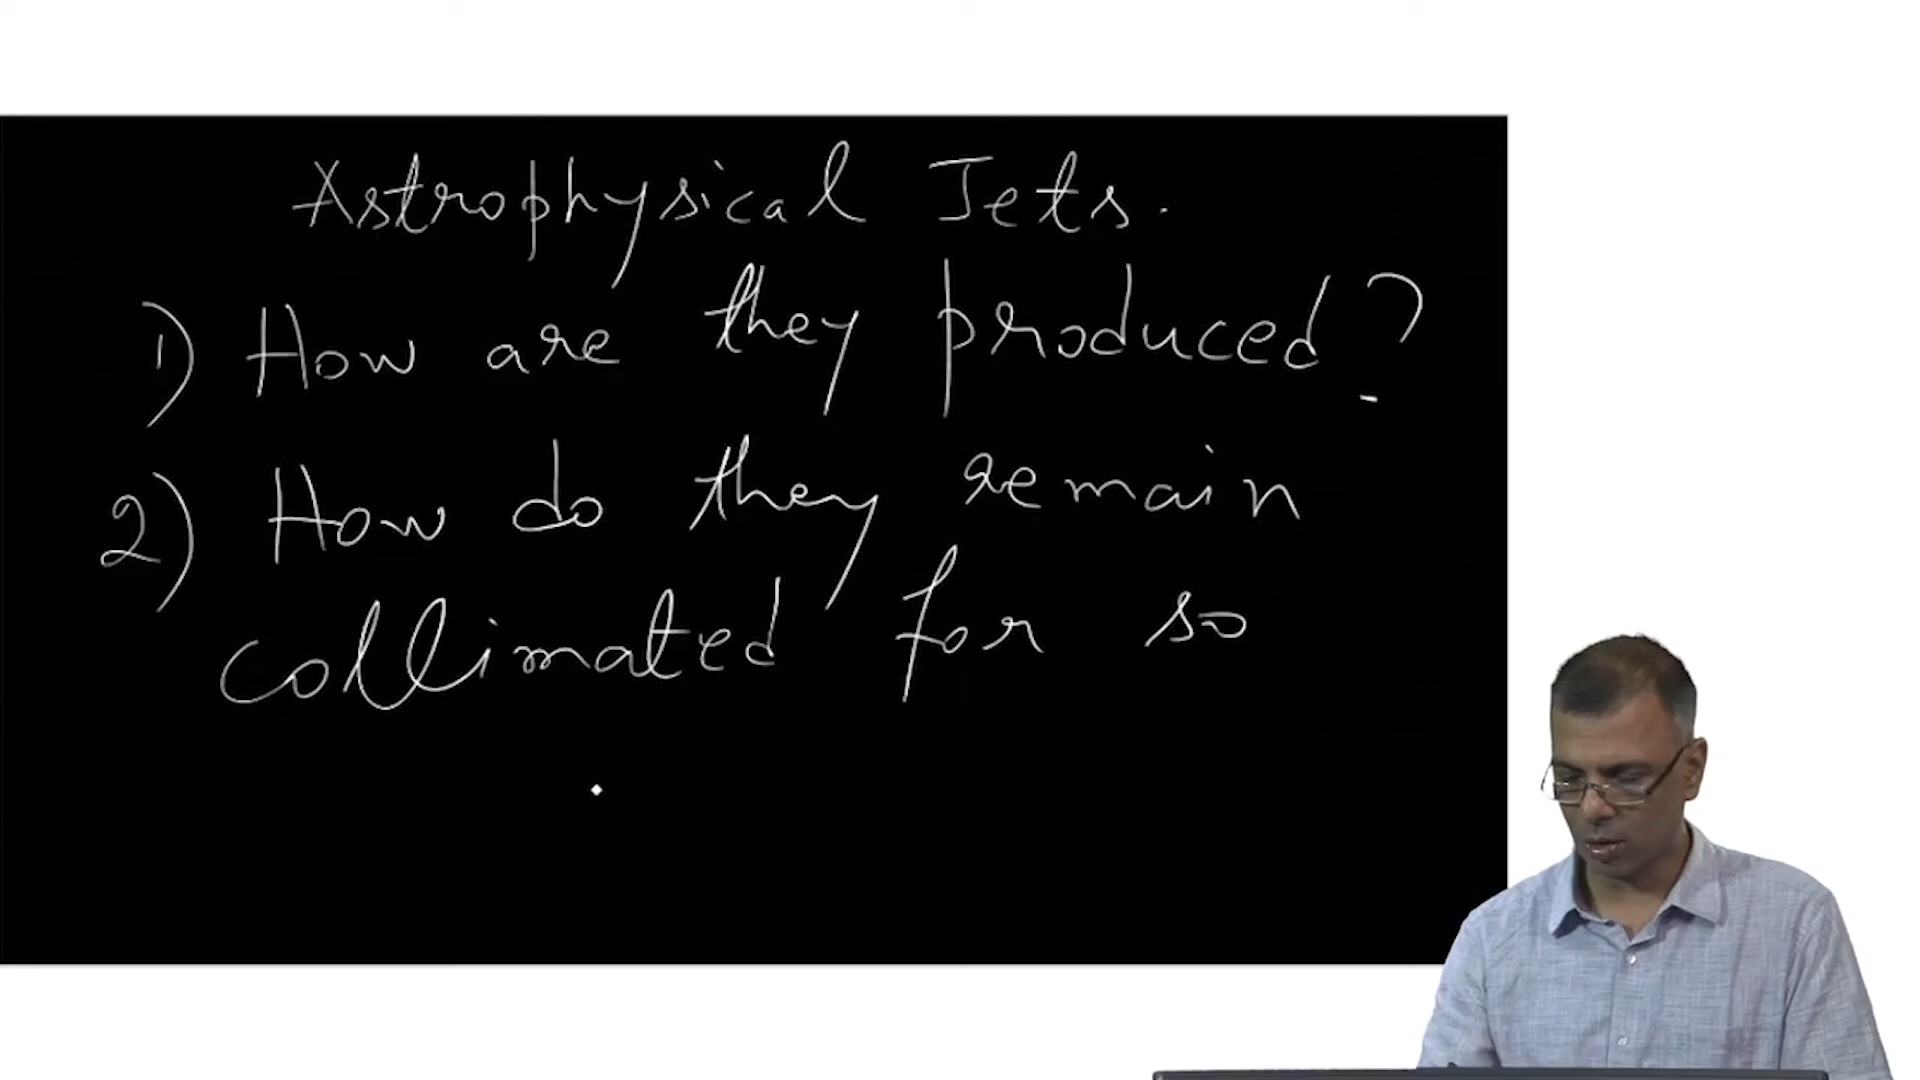 Astrophysical Jets.
1) How are they produced?
2) How do they remain
collimated for so